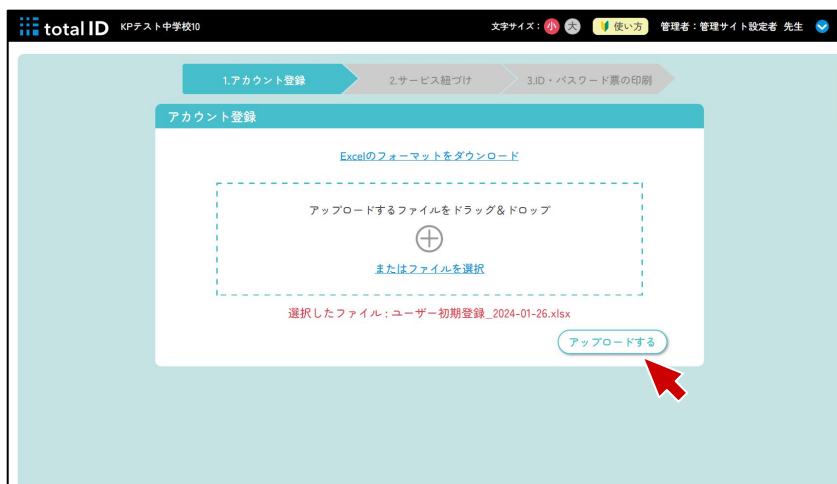 total ID KPテスト中学校10 文字サイズ: 小 大 使い方 管理者:管理サイト設定者 先生
1.アカウント登録 2.サービス紐づけ 3.ID・パスワード票の印刷
アカウント登録
Excelのフォーマットをダウンロード
アップロードするファイルをドラッグ&ドロップ
またはファイルを選択
選択したファイル:ユーザー初期登録_2024-01-26.xlsx
アップロードする